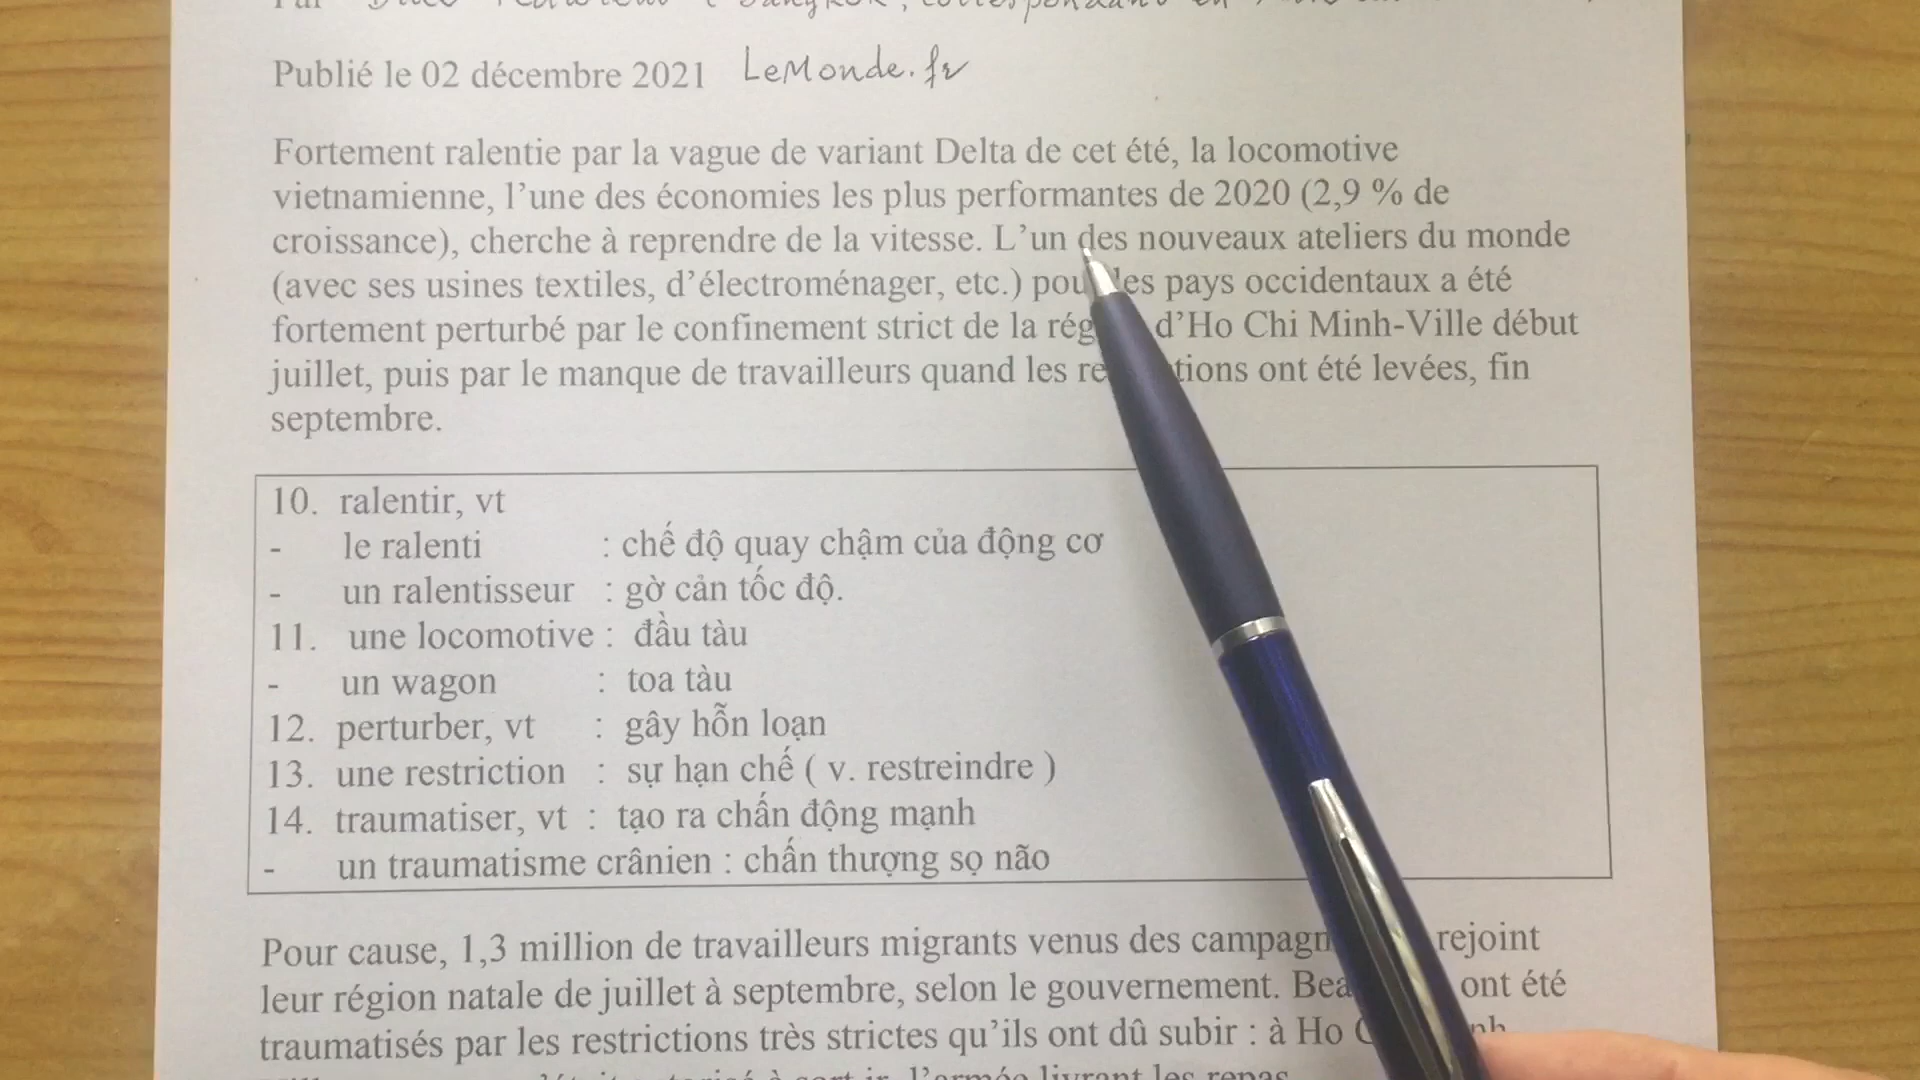 Par
Publié le 02 décembre 2021 LeMonde.fr
Fortement ralentie par la vague de variant Delta de cet été, la locomotive
vietnamienne, l'une des économies les plus performantes de 2020 (2,9 % de
croissance), cherche à reprendre de la vitesse. L'un des nouveaux ateliers du monde
(avec ses usines textiles, d'électroménager, etc.) pays occidentaux a été
fortement perturbé par le confinement strict de la d'Ho Chi Minh-Ville début
juillet, puis par le manque de travailleurs quand les ont été levées, fin
septembre.
10. ralentir, vt
- le ralenti : chế độ quay chậm của động cơ
- un ralentisseur : gờ cản tốc độ.
11. une locomotive : đầu tàu
- un wagon : toa tàu
12. perturber, vt : gây hỗn loạn
13. une restriction : sự hạn chế ( v. restreindre )
14. traumatiser, vt : tạo ra chấn động mạnh
- un traumatisme crânien : chấn thượng sọ não
Pour cause, 1,3 million de travailleurs migrants venus des rejoint
leur région natale de juillet à septembre, selon le gouvernement. ont été
traumatisés par les restrictions très strictes qu'ils ont dû subir : à Ho
l'armée livrant les repas